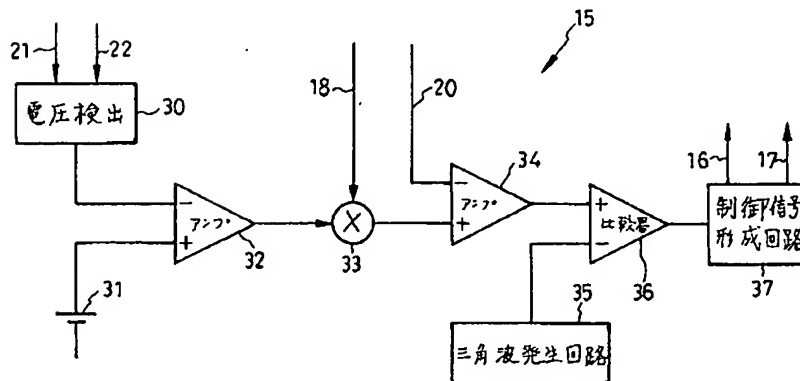 15
21
22
18
20
電圧検出
30
34
16
17
アンプ
-
+
アンプ
-
+
比較器
+
-
制御信号
形成回路
32
X
33
36
37
31
35
三角波発生回路